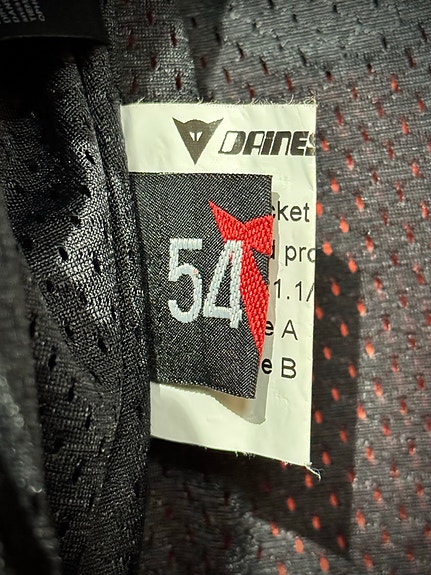 DAINES
54
cket
d pro
1.1/
e A
e B